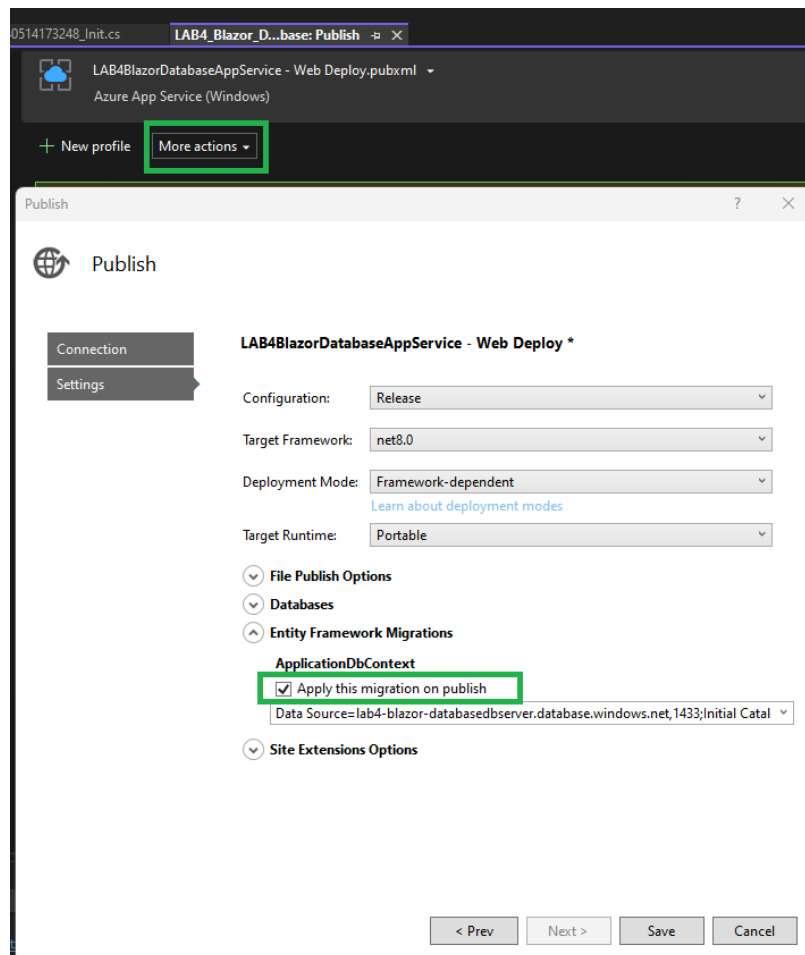 0514173248_Init.cs LAB4_Blazor_D...base: Publish
LAB4BlazorDatabaseAppService - Web Deploy.pubxml
Azure App Service (Windows)
New profile More actions
Publish ?
Publish
Connection
Settings
LAB4BlazorDatabaseAppService - Web Deploy *
Configuration: Release
Target Framework: net8.0
Deployment Mode: Framework-dependent
Learn about deployment modes
Target Runtime: Portable
File Publish Options
Databases
Entity Framework Migrations
ApplicationDbContext
Apply this migration on publish
Data Source=lab4-blazor-databasedbserver.database.windows.net,1433;Initial Catal
Site Extensions Options
< Prev Next > Save Cancel